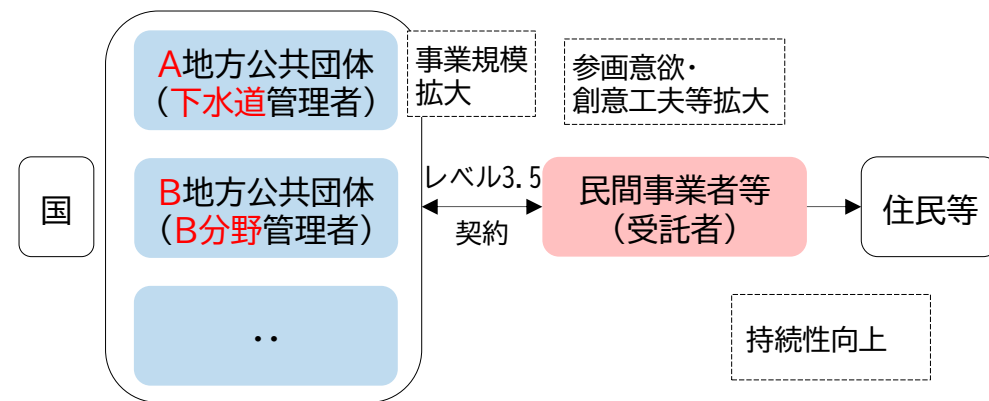 国
A地方公共団体
(下水道管理者)
B地方公共団体
(B分野管理者)
‥
事業規模
拡大
参画意欲・
創意工夫等拡大
レベル3.5
契約
民間事業者等
(受託者)
住民等
持続性向上